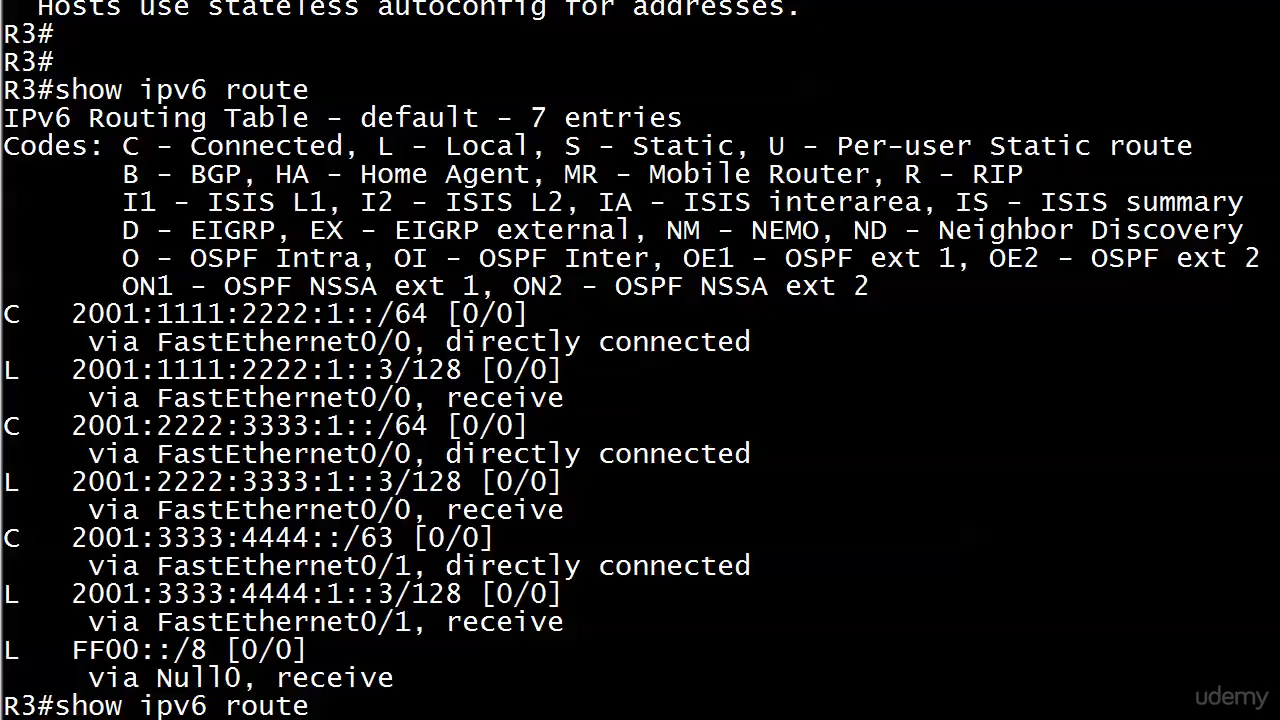 Hosts use stateless autoconfig for addresses.
R3#
R3#
R3#show ipv6 route
IPv6 Routing Table - default - 7 entries
Codes: C - Connected, L - Local, S - Static, U - Per-user Static route
B - BGP, HA - Home Agent, MR - Mobile Router, R - RIP
I1 - ISIS L1, I2 - ISIS L2, IA - ISIS interarea, IS - ISIS summary
D - EIGRP, EX - EIGRP external, NM - NEMO, ND - Neighbor Discovery
O - OSPF Intra, OI - OSPF Inter, OE1 - OSPF ext 1, OE2 - OSPF ext 2
ON1 - OSPF NSSA ext 1, ON2 - OSPF NSSA ext 2
C 2001:1111:2222:1::/64 [0/0]
via FastEthernet0/0, directly connected
L 2001:1111:2222:1::3/128 [0/0]
via FastEthernet0/0, receive
C 2001:2222:3333:1::/64 [0/0]
via FastEthernet0/0, directly connected
L 2001:2222:3333:1::3/128 [0/0]
via FastEthernet0/0, receive
C 2001:3333:4444::/63 [0/0]
via FastEthernet0/1, directly connected
L 2001:3333:4444:1::3/128 [0/0]
via FastEthernet0/1, receive
L FF00::/8 [0/0]
via Null0, receive
R3#show ipv6 route
udemy